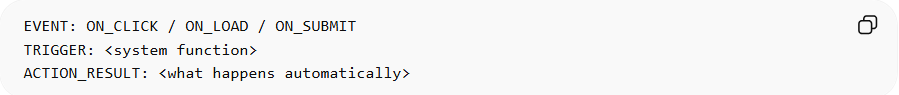 EVENT: ON_CLICK / ON_LOAD / ON_SUBMIT
TRIGGER: <system function>
ACTION_RESULT: <what happens automatically>